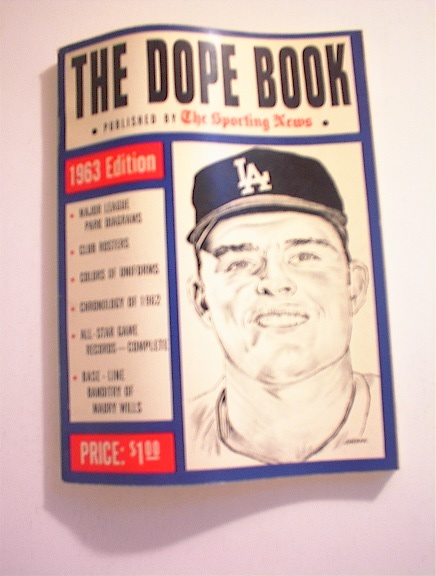 THE DOPE BOOK
• PUBLISHED BY The Sporting News •
1963 Edition
• MAJOR LEAGUE
PARK DIAGRAMS
• CLUB ROSTERS
• COLORS OF UNIFORMS
• CHRONOLOGY OF 1962
• ALL-STAR GAME
RECORDS—COMPLETE
• BASE-LINE
BANDITRY OF
MAURY WILLS
PRICE: $1.00
LA